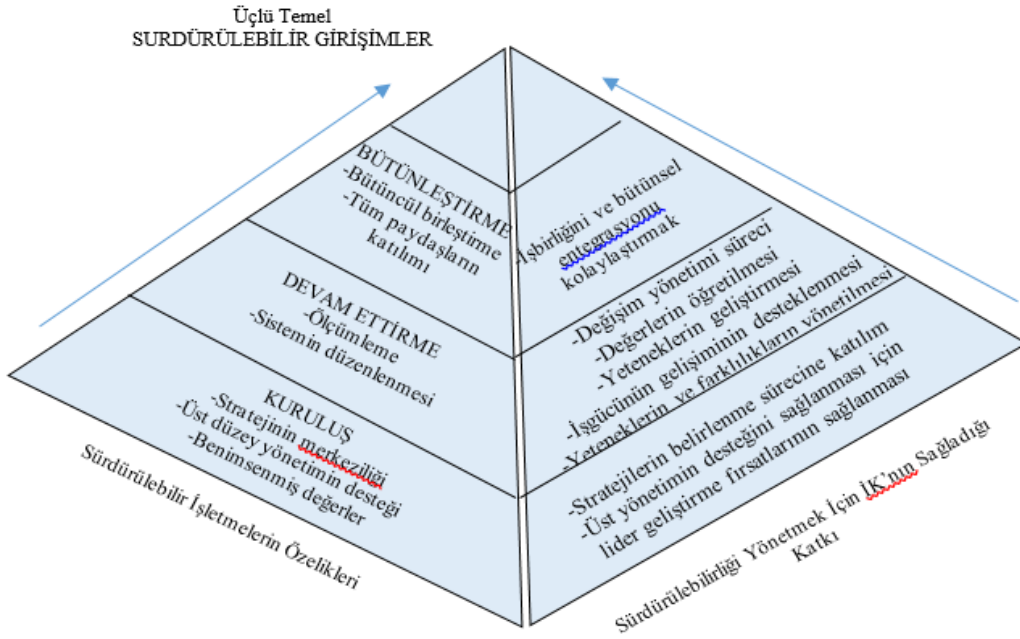 Üçlü Temel
SURDÜRÜLEBİLİR GİRİŞİMLER
BÜTÜNLEŞTİRME
-Bütüncül birleştirme
-Tüm paydaşların
katılımı
DEVAM ETTİRME
-Ölçümleme
-Sistemin düzenlenmesi
KURULUŞ
-Stratejinin merkeziliği
-Üst düzey yönetimin desteği
-Benimsenmiş değerler
Sürdürülebilir İşletmelerin Özelikleri
-İşbirliğini ve bütünsel
entegrasyonu
kolaylaştırmak
-Değişim yönetimi süreci
-Değerlerin öğretilmesi
-Yeteneklerin geliştirmesi
-İşgücünün gelişiminin desteklenmesi
-Yeteneklerin ve farklılıkların yönetilmesi
-Stratejilerin belirlenme sürecine katılım
-Üst yönetimin desteğini sağlanması için
lider geliştirme fırsatlarının sağlanması
Sürdürülebilirliği Yönetmek İçin İK'nın Sağladığı
Katkı